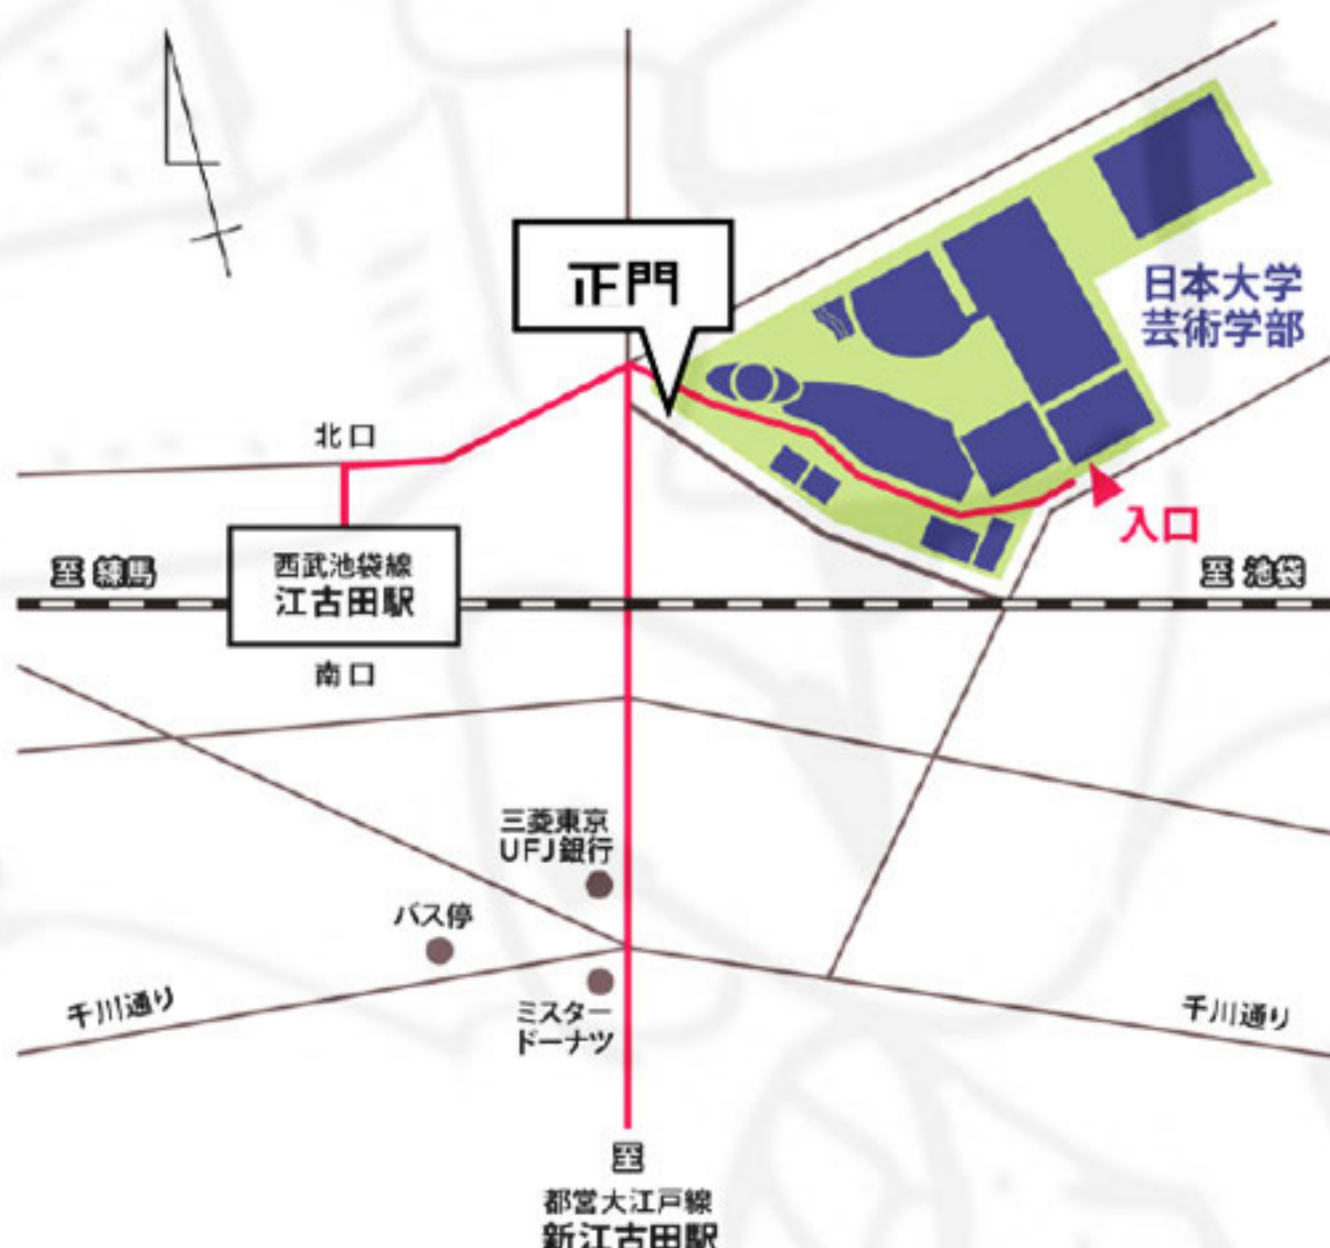 正門
日本大学
芸術学部
北口
入口
至 練馬
西武池袋線
江古田駅
至 池袋
南口
三菱東京
UFJ銀行
バス停
千川通り
ミスター
ドーナツ
千川通り
至
都営大江戸線
新江古田駅